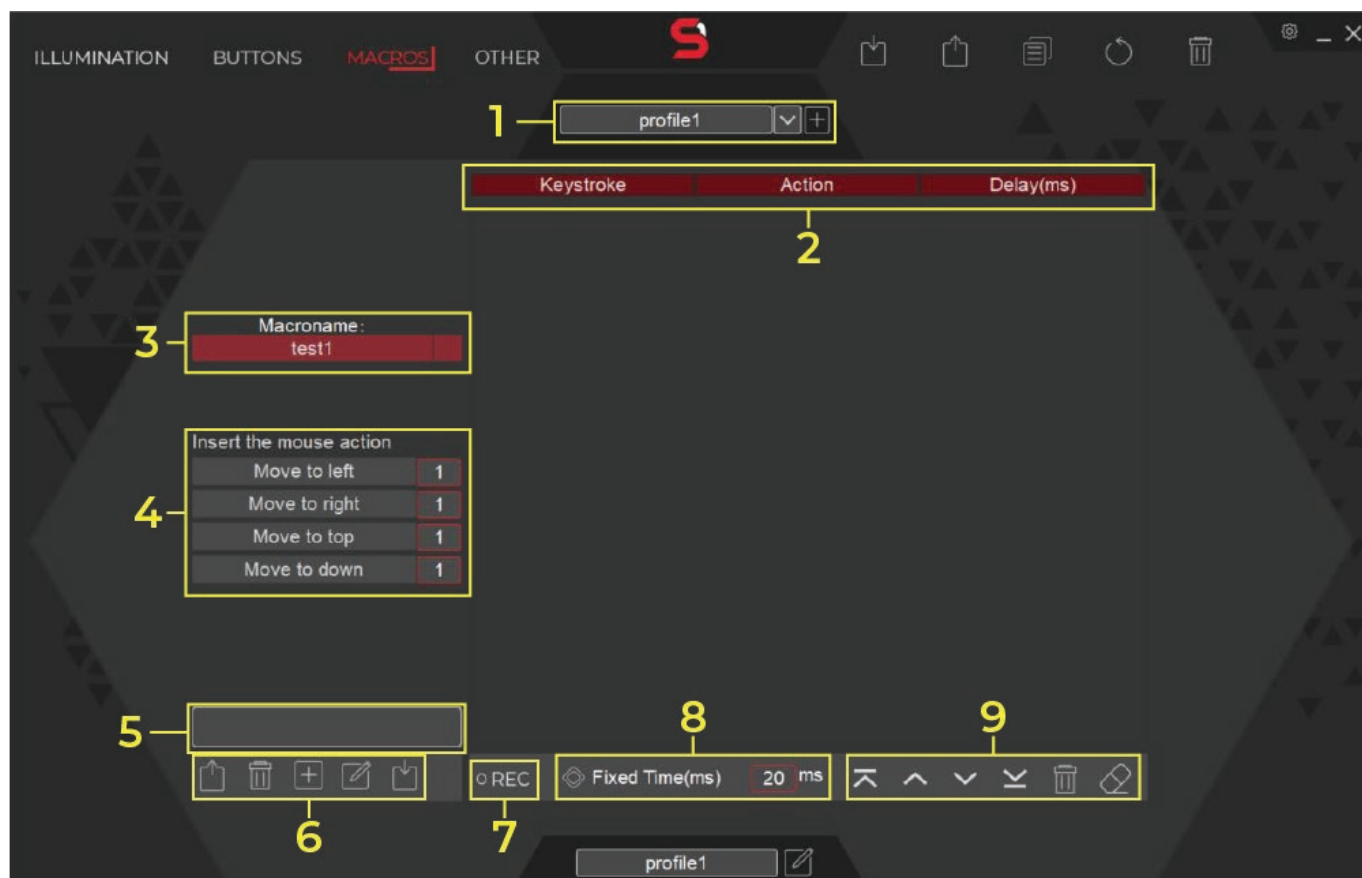 ILLUMINATION BUTTONS MACROS OTHER
S
1
profile1
Keystroke Action Delay(ms)
2
3
Macroname:
test1
4
Insert the mouse action
Move to left 1
Move to right 1
Move to top 1
Move to down 1
5
8
9
REC
Fixed Time(ms) 20 ms
6
7
profile1